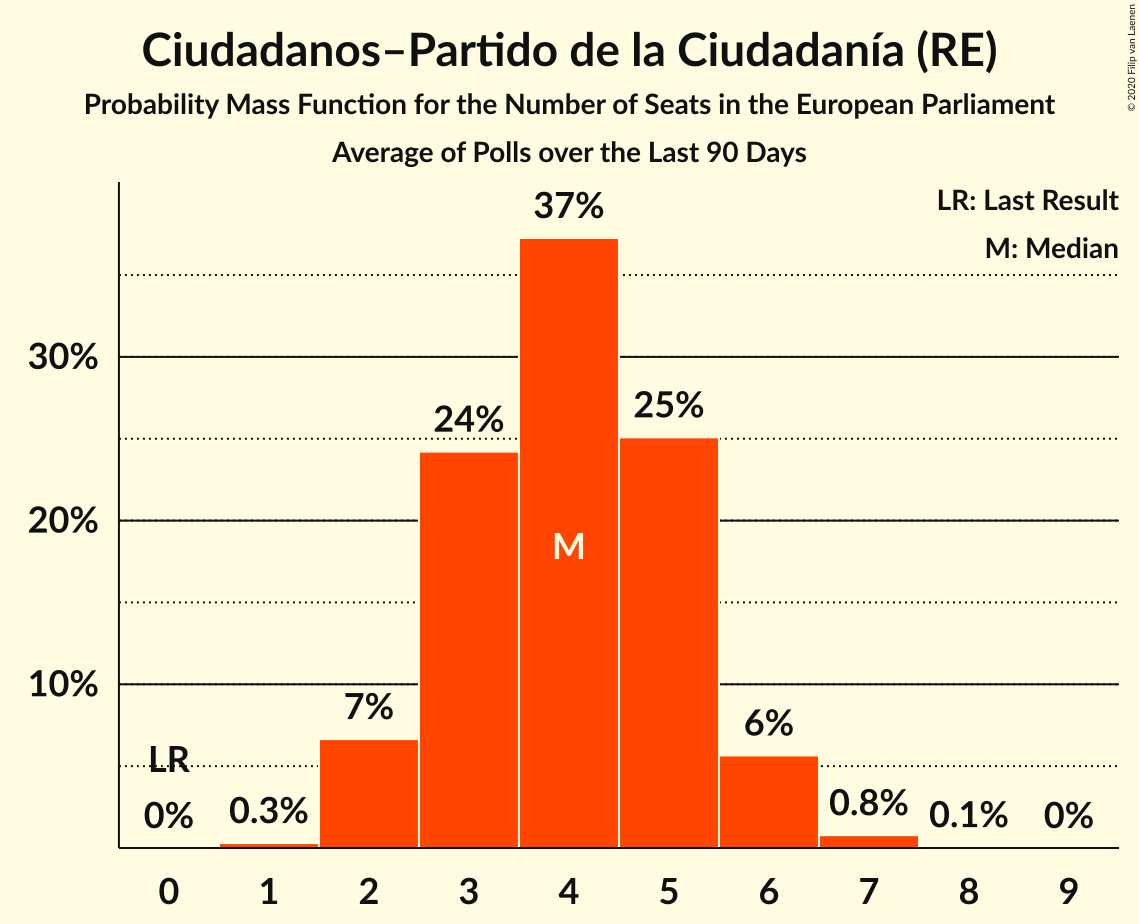 Ciudadanos–Partido de la Ciudadanía (RE)
Probability Mass Function for the Number of Seats in the European Parliament
Average of Polls over the Last 90 Days
© 2020 Filip van Laenen
LR: Last Result
M: Median
37%
30%
25%
24%
20%
M
10%
7%
6%
LR
0.8%
0.3%
0.1%
0%
0%
0 1 2 3 4 5 6 7 8 9